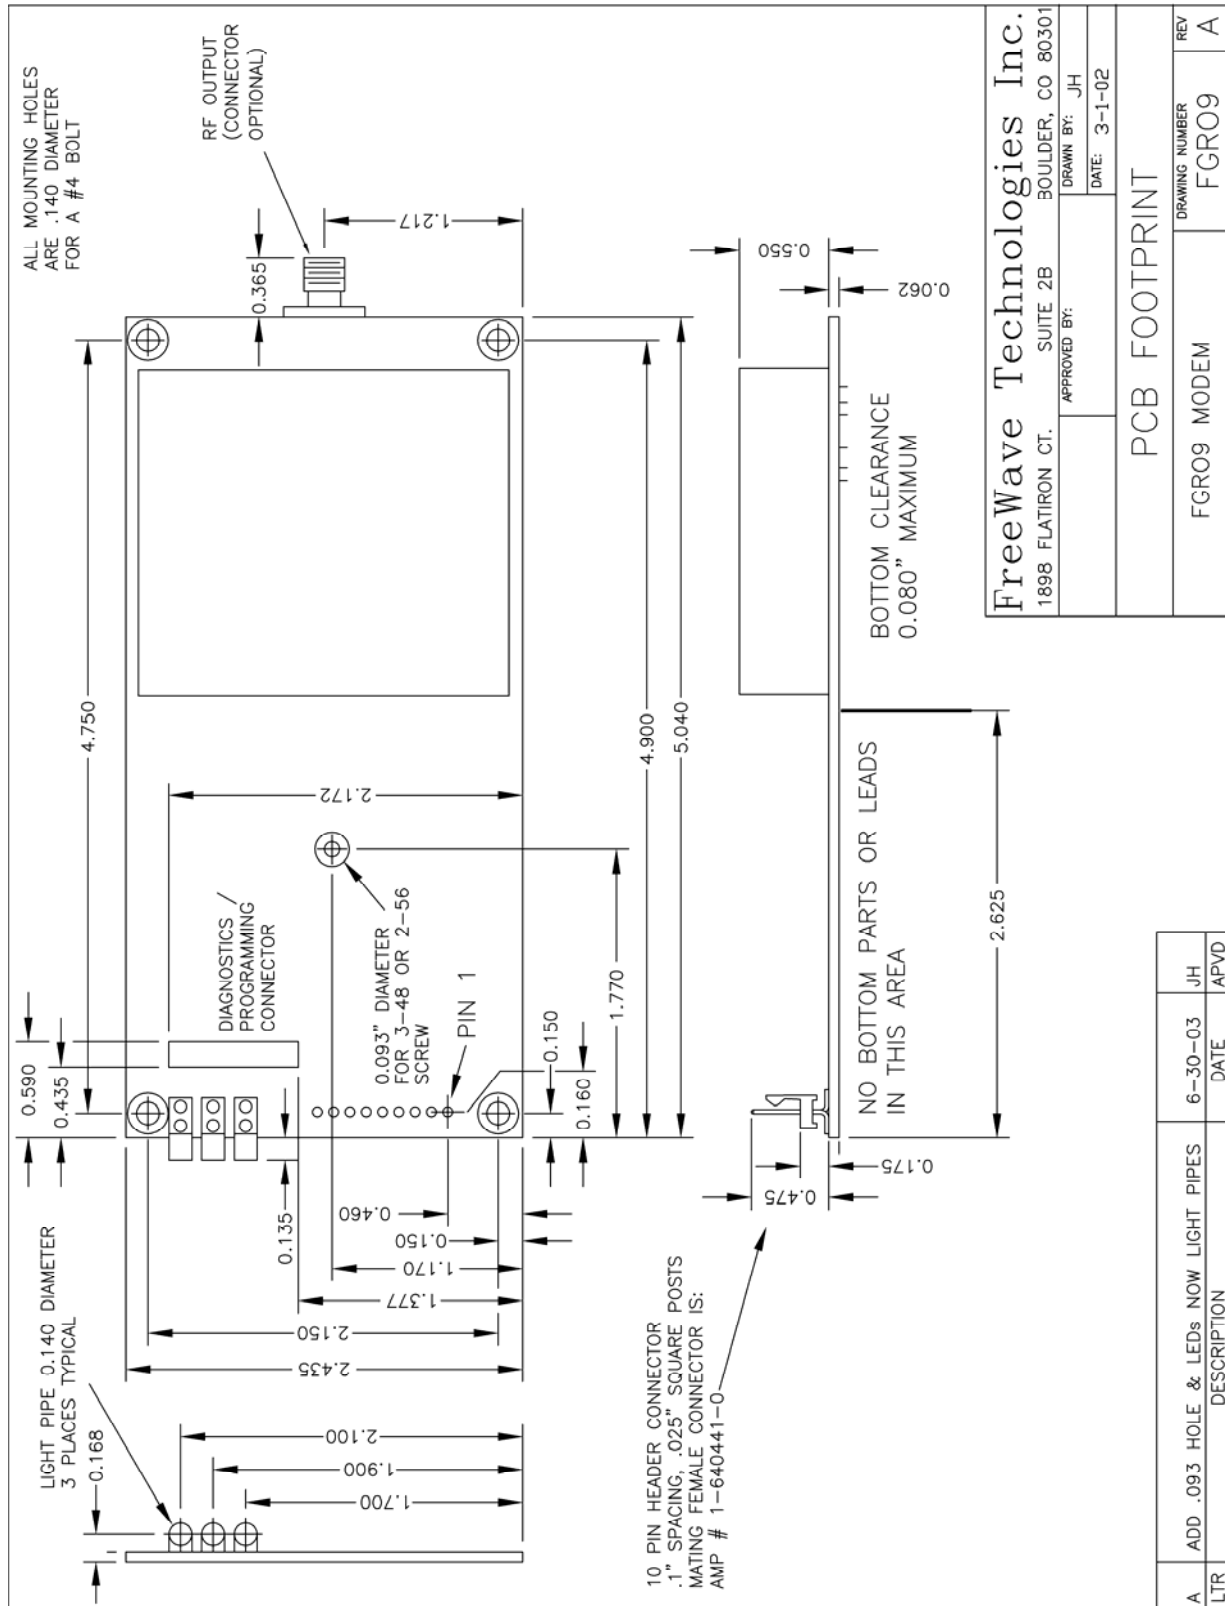 ALL MOUNTING HOLES
ARE .140 DIAMETER
FOR A #4 BOLT
RF OUTPUT
(CONNECTOR
OPTIONAL)
LIGHT PIPE 0.140 DIAMETER
3 PLACES TYPICAL
0.168
0.590
0.435
4.750
0.365
1.217
DIAGNOSTICS /
PROGRAMMING
CONNECTOR
2.172
0.135
0.093" DIAMETER
FOR 3-48 OR 2-56
SCREW
PIN 1
2.100
1.900
1.700
2.435
2.150
1.377
1.170
0.150
0.460
0.160
0.150
1.770
4.900
5.040
10 PIN HEADER CONNECTOR
.1" SPACING, .025" SQUARE POSTS
MATING FEMALE CONNECTOR IS:
AMP # 1-640441-0
0.475
0.175
0.550
0.062
NO BOTTOM PARTS OR LEADS
IN THIS AREA
BOTTOM CLEARANCE
0.080" MAXIMUM
2.625
A ADD .093 HOLE & LEDs NOW LIGHT PIPES 6-30-03 JH
LTR DESCRIPTION DATE APVD
FreeWave Technologies Inc.
1898 FLATIRON CT. SUITE 2B BOULDER, CO 80301
APPROVED BY:
DRAWN BY: JH
DATE: 3-1-02
PCB FOOTPRINT
FGRO9 MODEM
DRAWING NUMBER
FGRO9
REV
A